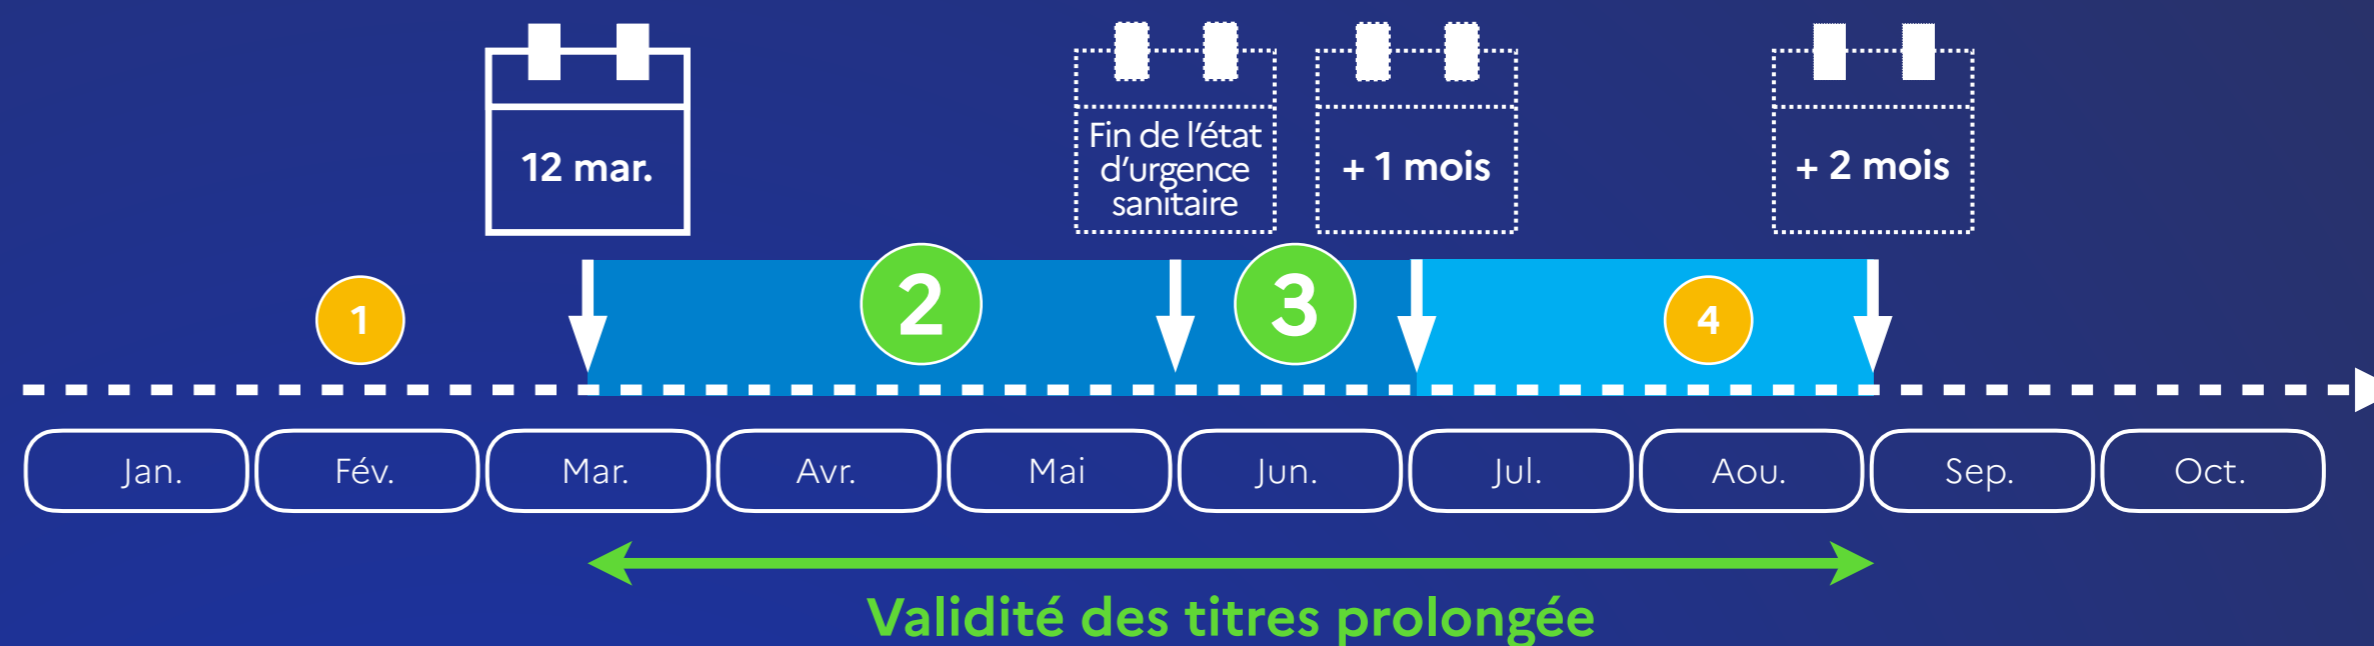 12 mar.
Fin de l'état
d'urgence
sanitaire
+ 1 mois
+ 2 mois
1
2
3
4
Jan.
Fév.
Mar.
Avr.
Mai
Jun.
Jul.
Aou.
Sep.
Oct.
Validité des titres prolongée